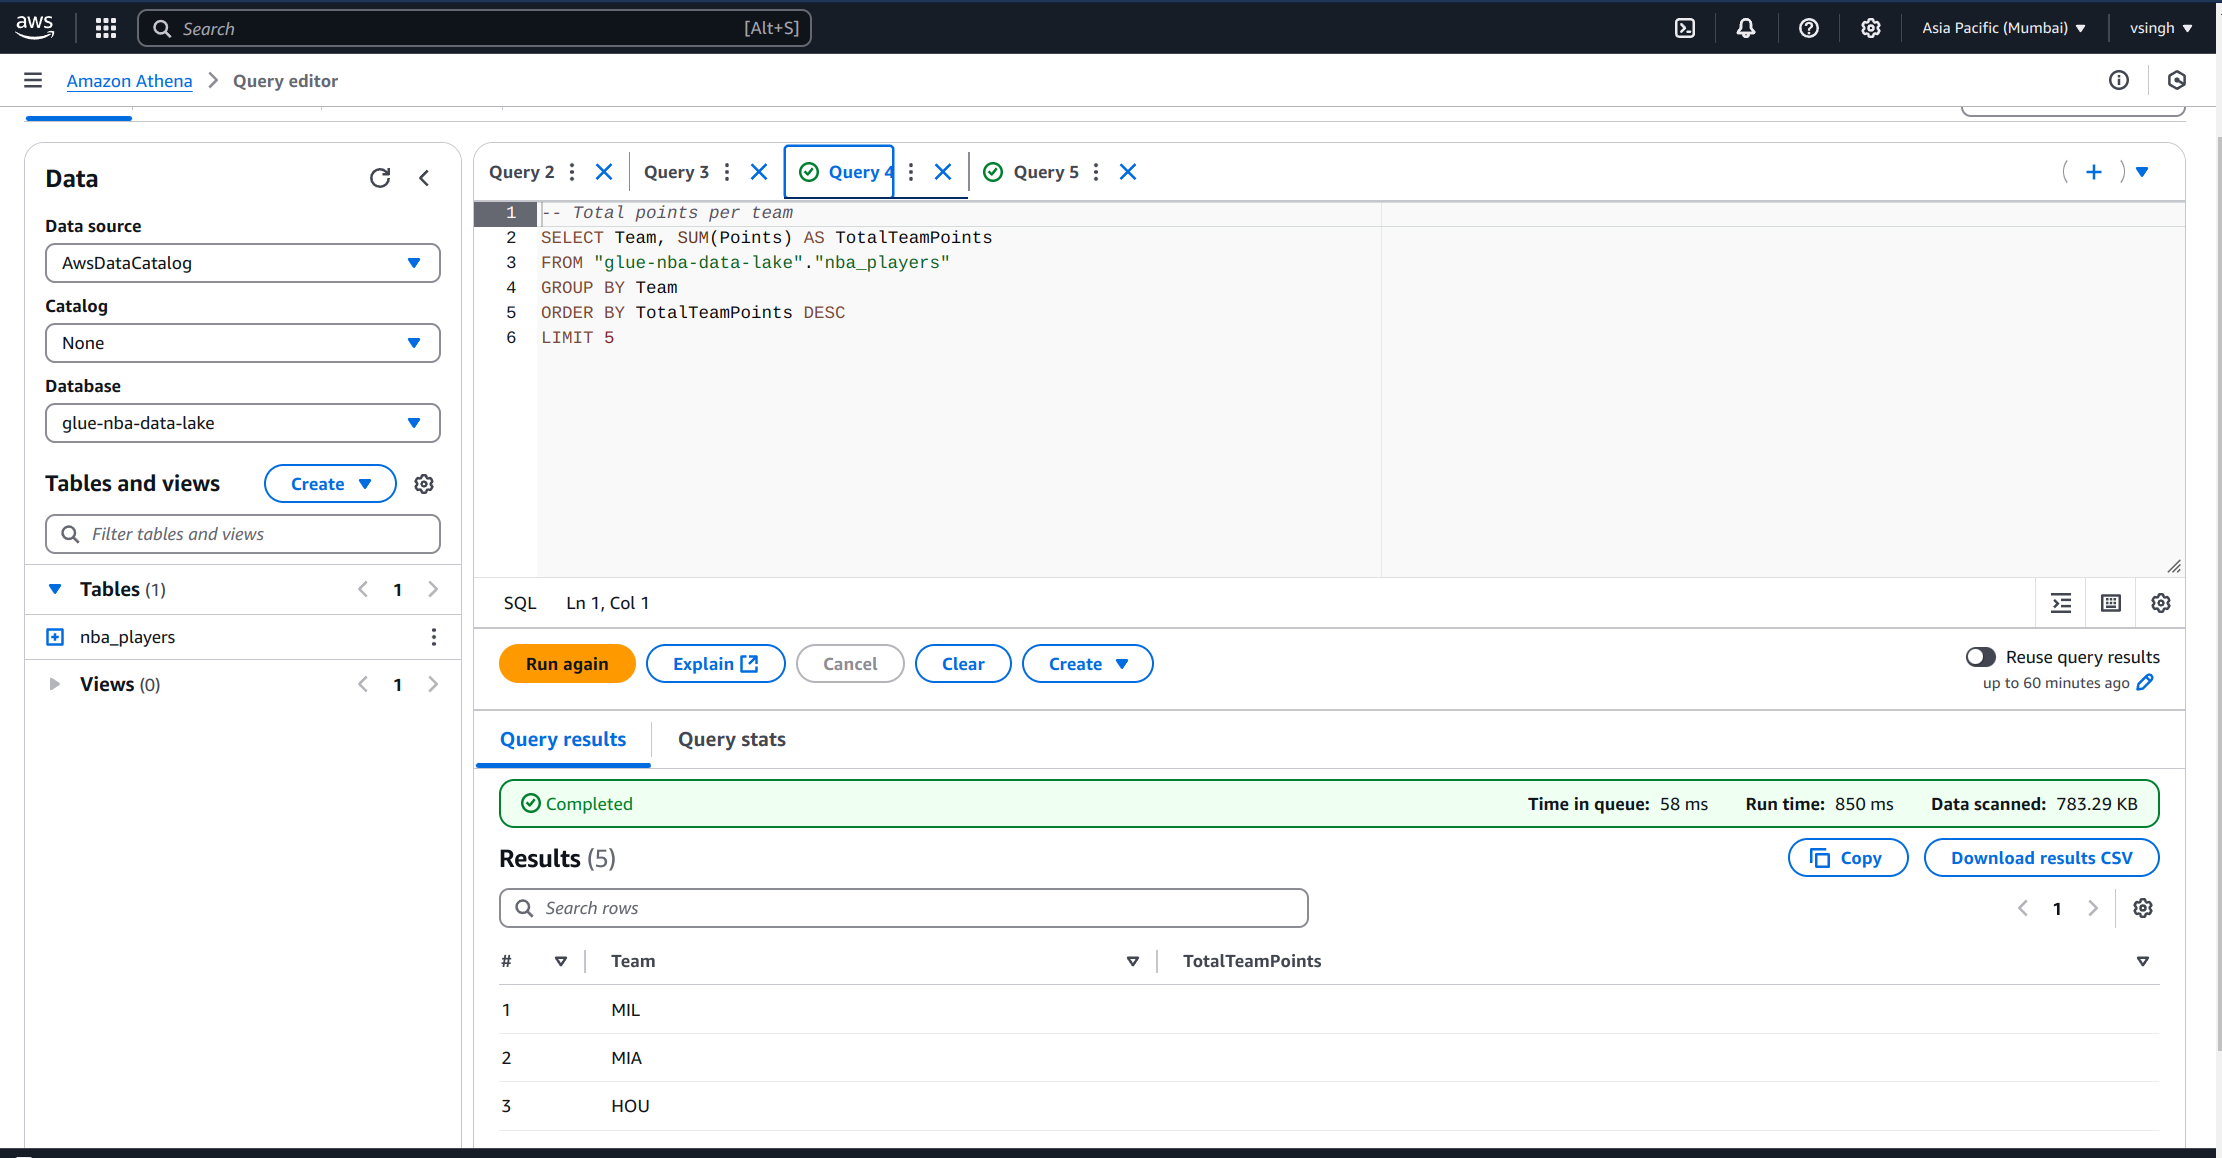 aws
Search [Alt+S]
Asia Pacific (Mumbai)
vsingh
Amazon Athena > Query editor
Data
Data source
AwsDataCatalog
Catalog
None
Database
glue-nba-data-lake
Tables and views
Create
Filter tables and views
Tables (1)
1
nba_players
Views (0)
1
Query 2
Query 3
Query 4
Query 5
1 -- Total points per team
2 SELECT Team, SUM(Points) AS TotalTeamPoints
3 FROM "glue-nba-data-lake"."nba_players"
4 GROUP BY Team
5 ORDER BY TotalTeamPoints DESC
6 LIMIT 5
SQL Ln 1, Col 1
Run again
Explain
Cancel
Clear
Create
Reuse query results
up to 60 minutes ago
Query results
Query stats
Completed
Time in queue: 58 ms Run time: 850 ms Data scanned: 783.29 KB
Results (5)
Copy
Download results CSV
Search rows
1
# Team TotalTeamPoints
1 MIL
2 MIA
3 HOU